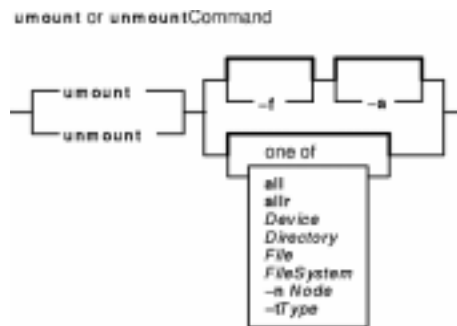 umount or unmountCommand
umount
unmount
-f
-a
one of
all
allr
Device
Directory
File
FileSystem
-n Node
-tType